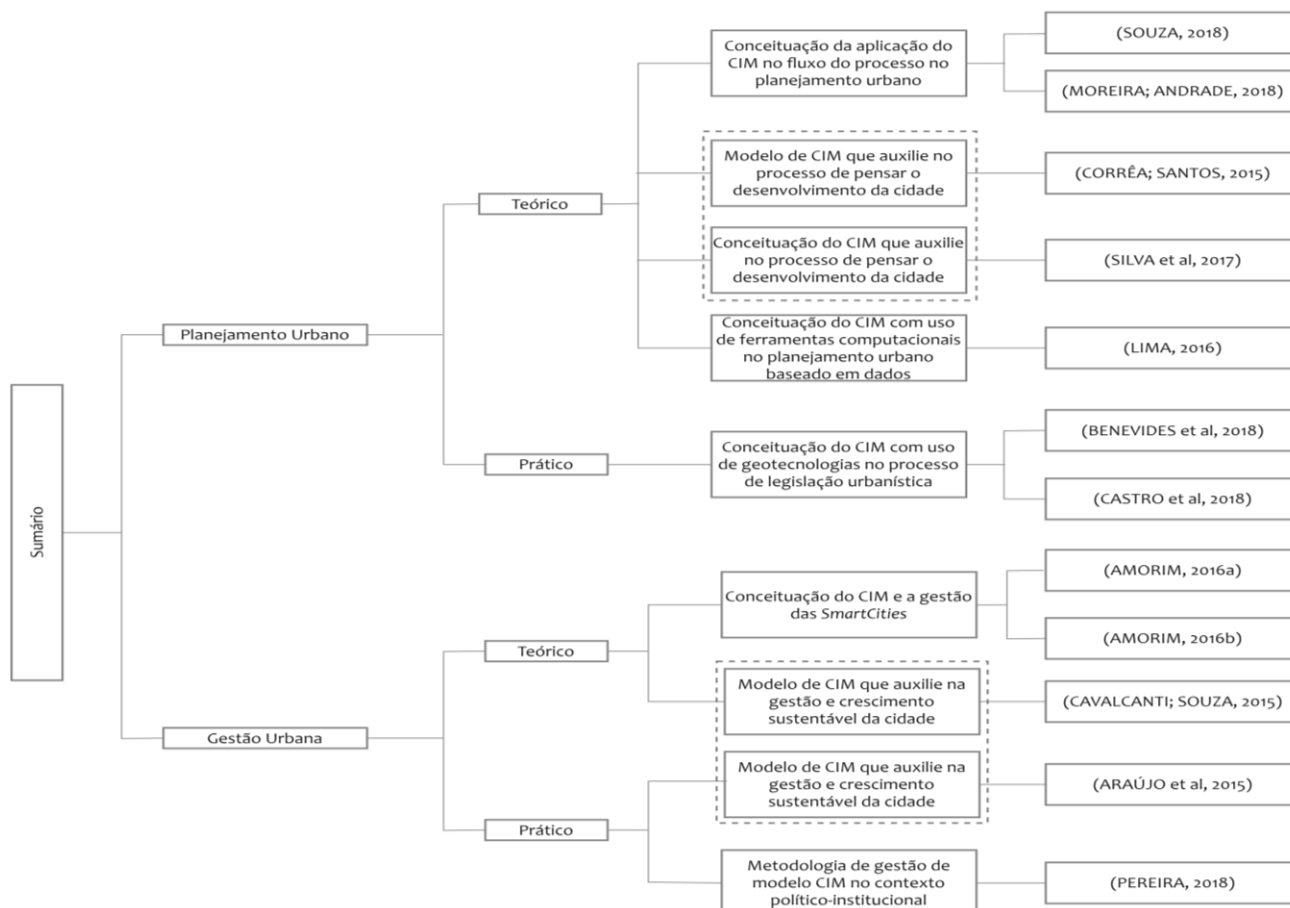 Sumário
Planejamento Urbano
Teórico
Conceituação da aplicação do
CIM no fluxo do processo no
planejamento urbano
(SOUZA, 2018)
(MOREIRA; ANDRADE, 2018)
Modelo de CIM que auxilie no
processo de pensar o
desenvolvimento da cidade
(CORRÊA; SANTOS, 2015)
Conceituação do CIM que auxilie
no processo de pensar o
desenvolvimento da cidade
(SILVA et al, 2017)
Conceituação do CIM com uso
de ferramentas computacionais
no planejamento urbano
baseado em dados
(LIMA, 2016)
Prático
Conceituação do CIM com uso
de geotecnologias no processo
de legislação urbanística
(BENEVIDES et al, 2018)
(CASTRO et al, 2018)
Gestão Urbana
Teórico
Conceituação do CIM e a gestão
das SmartCities
(AMORIM, 2016a)
(AMORIM, 2016b)
Modelo de CIM que auxilie na
gestão e crescimento
sustentável da cidade
(CAVALCANTI; SOUZA, 2015)
Prático
Modelo de CIM que auxilie na
gestão e crescimento
sustentável da cidade
(ARAÚJO et al, 2015)
Metodologia de gestão de
modelo CIM no contexto
político-institucional
(PEREIRA, 2018)